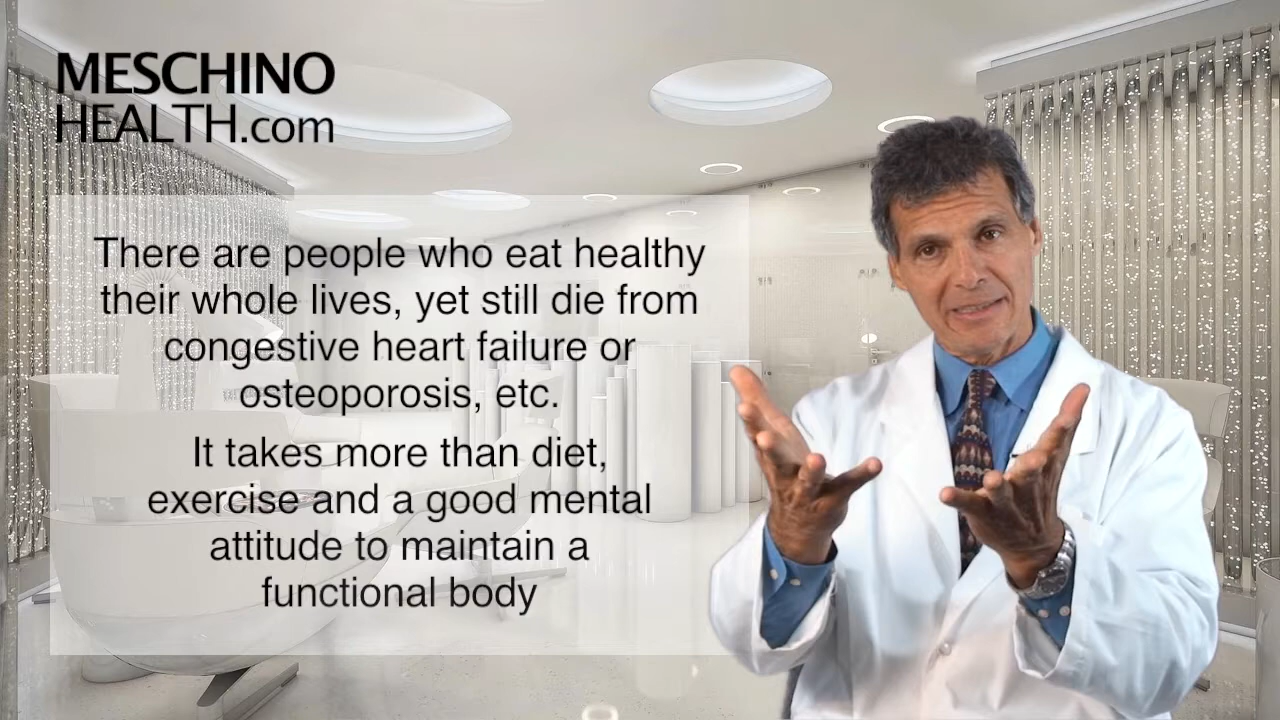 MESCHINO
HEALTH.com
There are people who eat healthy
their whole lives, yet still die from
congestive heart failure or
osteoporosis, etc.
It takes more than diet,
exercise and a good mental
attitude to maintain a
functional body